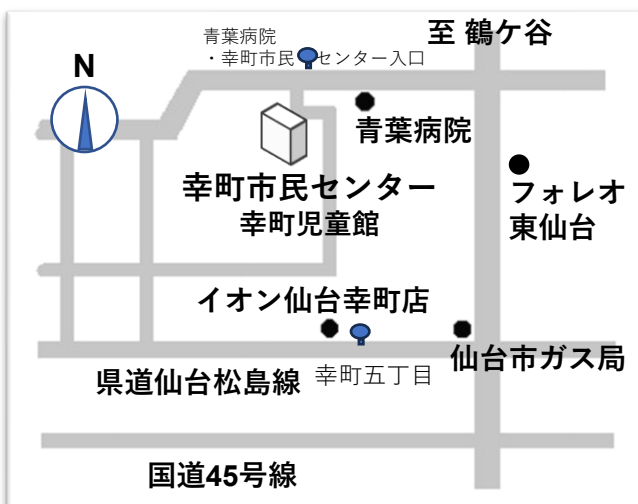 至 鶴ケ谷
青葉病院
・幸町市民センター入口
N
青葉病院
幸町市民センター
幸町児童館
フォレオ
東仙台
イオン仙台幸町店
仙台市ガス局
県道仙台松島線
幸町五丁目
国道45号線